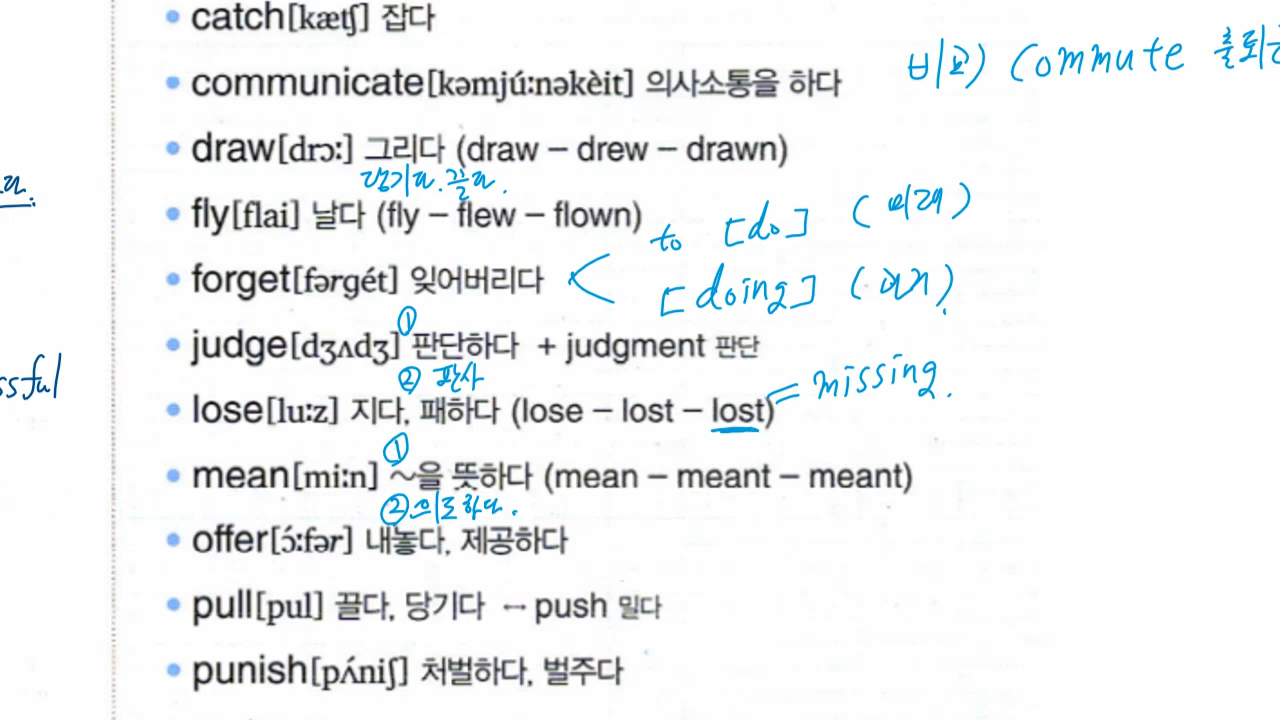 catch[kætʃ] 잡다
비교) Commute 출퇴근
communicate[kəmjú:nəkèit] 의사소통을 하다
draw[drɔ:] 그리다 (draw – drew – drawn)
당기다. 끌다.
fly[flai] 날다 (fly – flew – flown)
to [do] (미래)
forget[fərgét] 잊어버리다
[doing] (과거)
①
judge[dʒʌdʒ] 판단하다 + judgment 판단
② 판사
ssful
lose[lu:z] 지다, 패하다 (lose – lost – lost) = missing.
①
mean[mi:n] ~을 뜻하다 (mean – meant – meant)
② 의도하다.
offer[ɔ́:fər] 내놓다, 제공하다
pull[pul] 끌다, 당기다 ↔ push 밀다
punish[pʌ́niʃ] 처벌하다, 벌주다